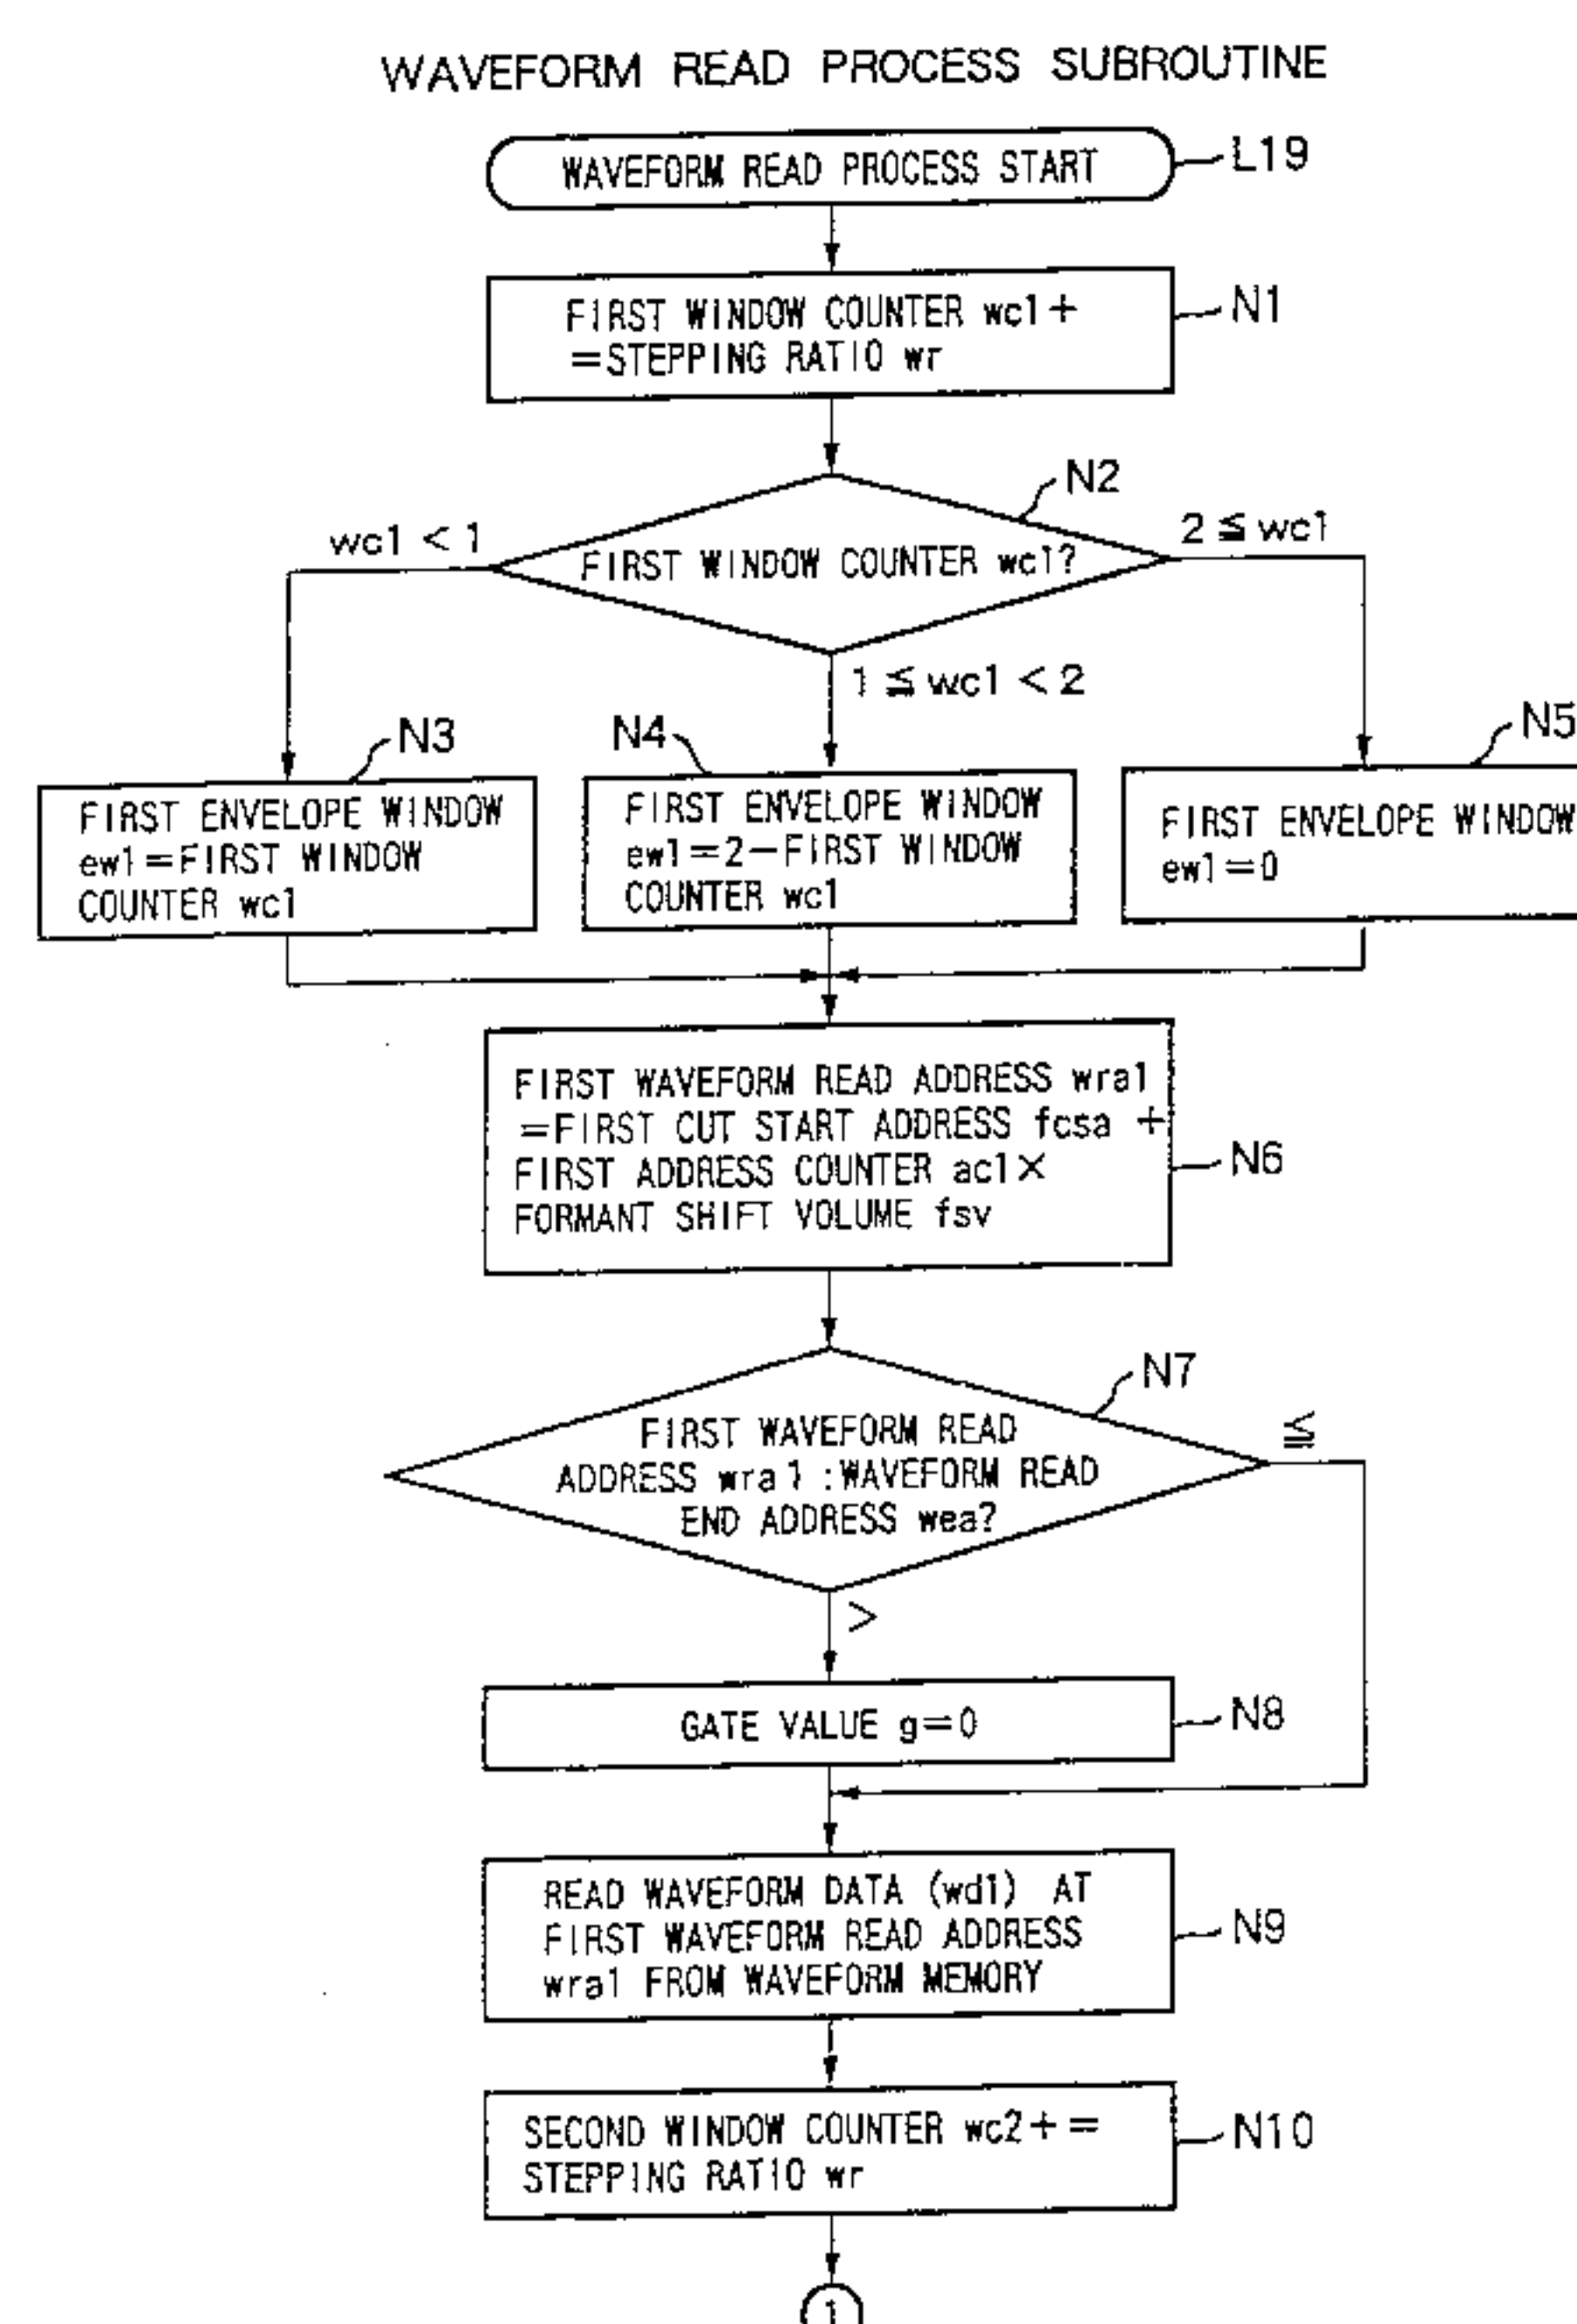 WAVEFORM READ PROCESS SUBROUTINE
WAVEFORM READ PROCESS START
L19
FIRST WINDOW COUNTER wc1+
=STEPPING RATIO wr
N1
N2
wc1 < 1
2 ≦ wc1
FIRST WINDOW COUNTER wc1?
1 ≦ wc1 < 2
N3
N4
N5
FIRST ENVELOPE WINDOW
ew1=FIRST WINDOW
COUNTER wc1
FIRST ENVELOPE WINDOW
ew1=2-FIRST WINDOW
COUNTER wc1
FIRST ENVELOPE WINDOW
ew1=0
FIRST WAVEFORM READ ADDRESS wra1
=FIRST CUT START ADDRESS fcsa +
FIRST ADDRESS COUNTER ac1×
FORMANT SHIFT VOLUME fsv
N6
N7
FIRST WAVEFORM READ
ADDRESS wra1 :WAVEFORM READ
END ADDRESS wea?
≦
>
GATE VALUE g=0
N8
READ WAVEFORM DATA (wd1) AT
FIRST WAVEFORM READ ADDRESS
wra1 FROM WAVEFORM MEMORY
N9
SECOND WINDOW COUNTER wc2+=
STEPPING RATIO wr
N10
1